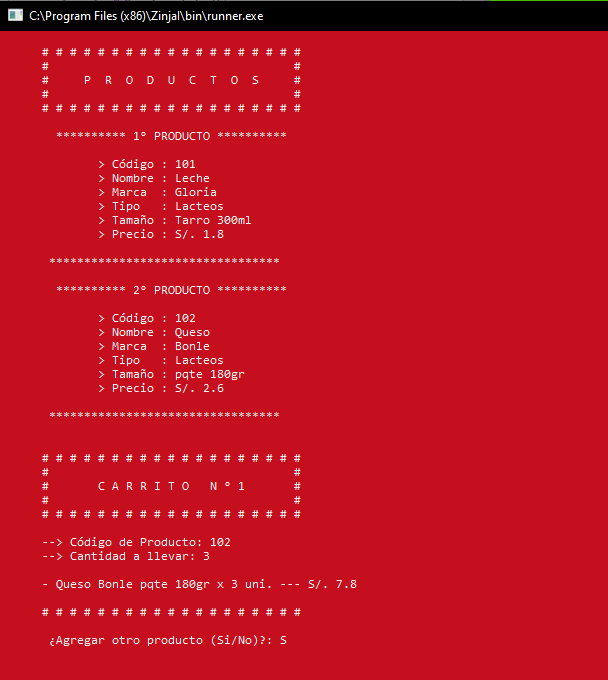 C:\Program Files (x86)\Zinjal\bin\runner.exe
# # # # # # # # # # # # # # # # # # #
#                                   #
#     P  R  O  D  U  C  T  O  S     #
#                                   #
# # # # # # # # # # # # # # # # # # #
********** 1º PRODUCTO **********
> Código : 101
> Nombre : Leche
> Marca  : Gloria
> Tipo   : Lacteos
> Tamaño : Tarro 300ml
> Precio : S/. 1.8
*********************************
********** 2º PRODUCTO **********
> Código : 102
> Nombre : Queso
> Marca  : Bonle
> Tipo   : Lacteos
> Tamaño : pqte 180gr
> Precio : S/. 2.6
*********************************
# # # # # # # # # # # # # # # # # # #
#                                   #
#       C A R R I T O   N º 1       #
#                                   #
# # # # # # # # # # # # # # # # # # #
--> Código de Producto: 102
--> Cantidad a llevar: 3
- Queso Bonle pqte 180gr x 3 uni. --- S/. 7.8
# # # # # # # # # # # # # # # # # # #
¿Agregar otro producto (Si/No)?: S